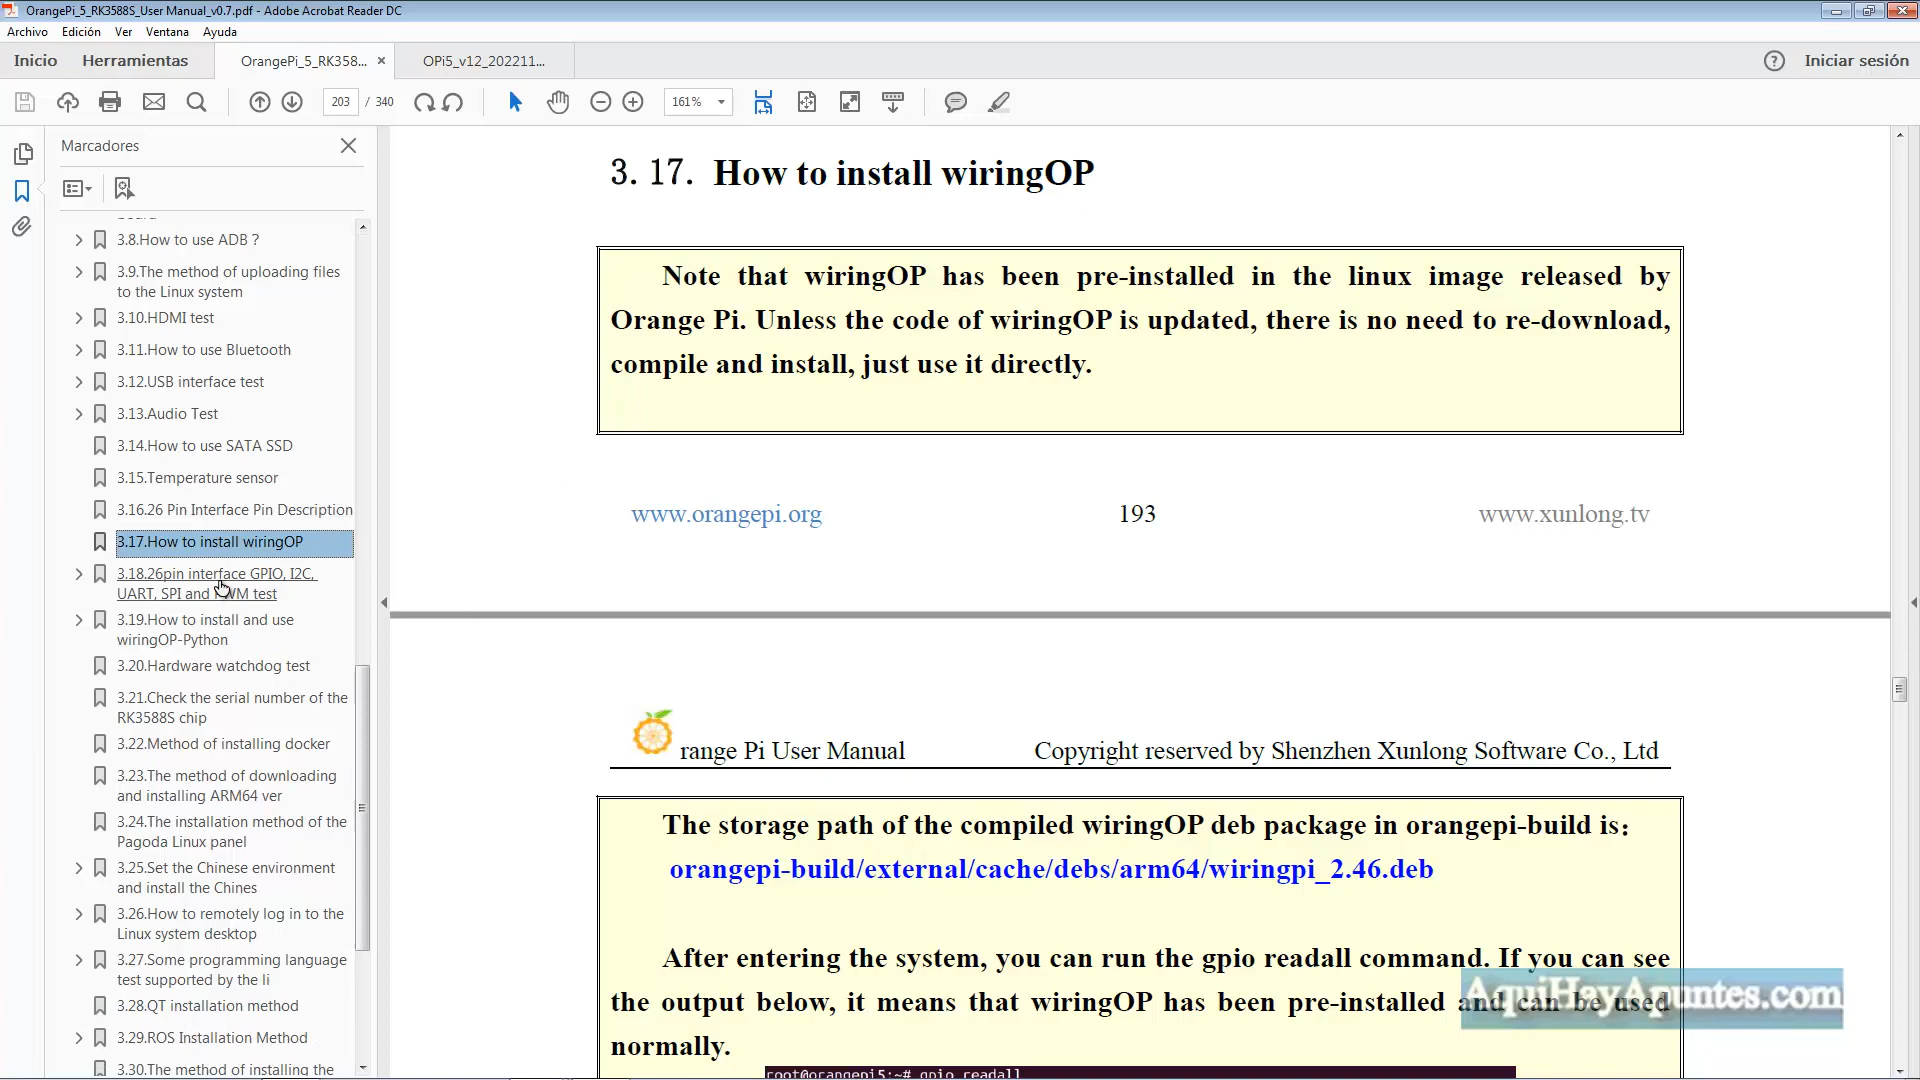 OrangePi_5_RK3588S_User Manual_v0.7.pdf - Adobe Acrobat Reader DC
Archivo Edición Ver Ventana Ayuda
Inicio Herramientas OrangePi_5_RK358... × OPi5_v12_202211... Iniciar sesión
203 / 340 161%
Marcadores
3.8.How to use ADB ?
3.9.The method of uploading files
to the Linux system
3.10.HDMI test
3.11.How to use Bluetooth
3.12.USB interface test
3.13.Audio Test
3.14.How to use SATA SSD
3.15.Temperature sensor
3.16.26 Pin Interface Pin Description
3.17.How to install wiringOP
3.18.26pin interface GPIO, I2C,
UART, SPI and PWM test
3.19.How to install and use
wiringOP-Python
3.20.Hardware watchdog test
3.21.Check the serial number of the
RK3588S chip
3.22.Method of installing docker
3.23.The method of downloading
and installing ARM64 ver
3.24.The installation method of the
Pagoda Linux panel
3.25.Set the Chinese environment
and install the Chines
3.26.How to remotely log in to the
Linux system desktop
3.27.Some programming language
test supported by the li
3.28.QT installation method
3.29.ROS Installation Method
3.30.The method of installing the
3. 17. How to install wiringOP
Note that wiringOP has been pre-installed in the linux image released by
Orange Pi. Unless the code of wiringOP is updated, there is no need to re-download,
compile and install, just use it directly.
www.orangepi.org 193 www.xunlong.tv
range Pi User Manual Copyright reserved by Shenzhen Xunlong Software Co., Ltd
The storage path of the compiled wiringOP deb package in orangepi-build is：
orangepi-build/external/cache/debs/arm64/wiringpi_2.46.deb
After entering the system, you can run the gpio readall command. If you can see
the output below, it means that wiringOP has been pre-installed and can be used
normally.
root@orangepi5:~# gpio readall
AquiHayApuntes.com